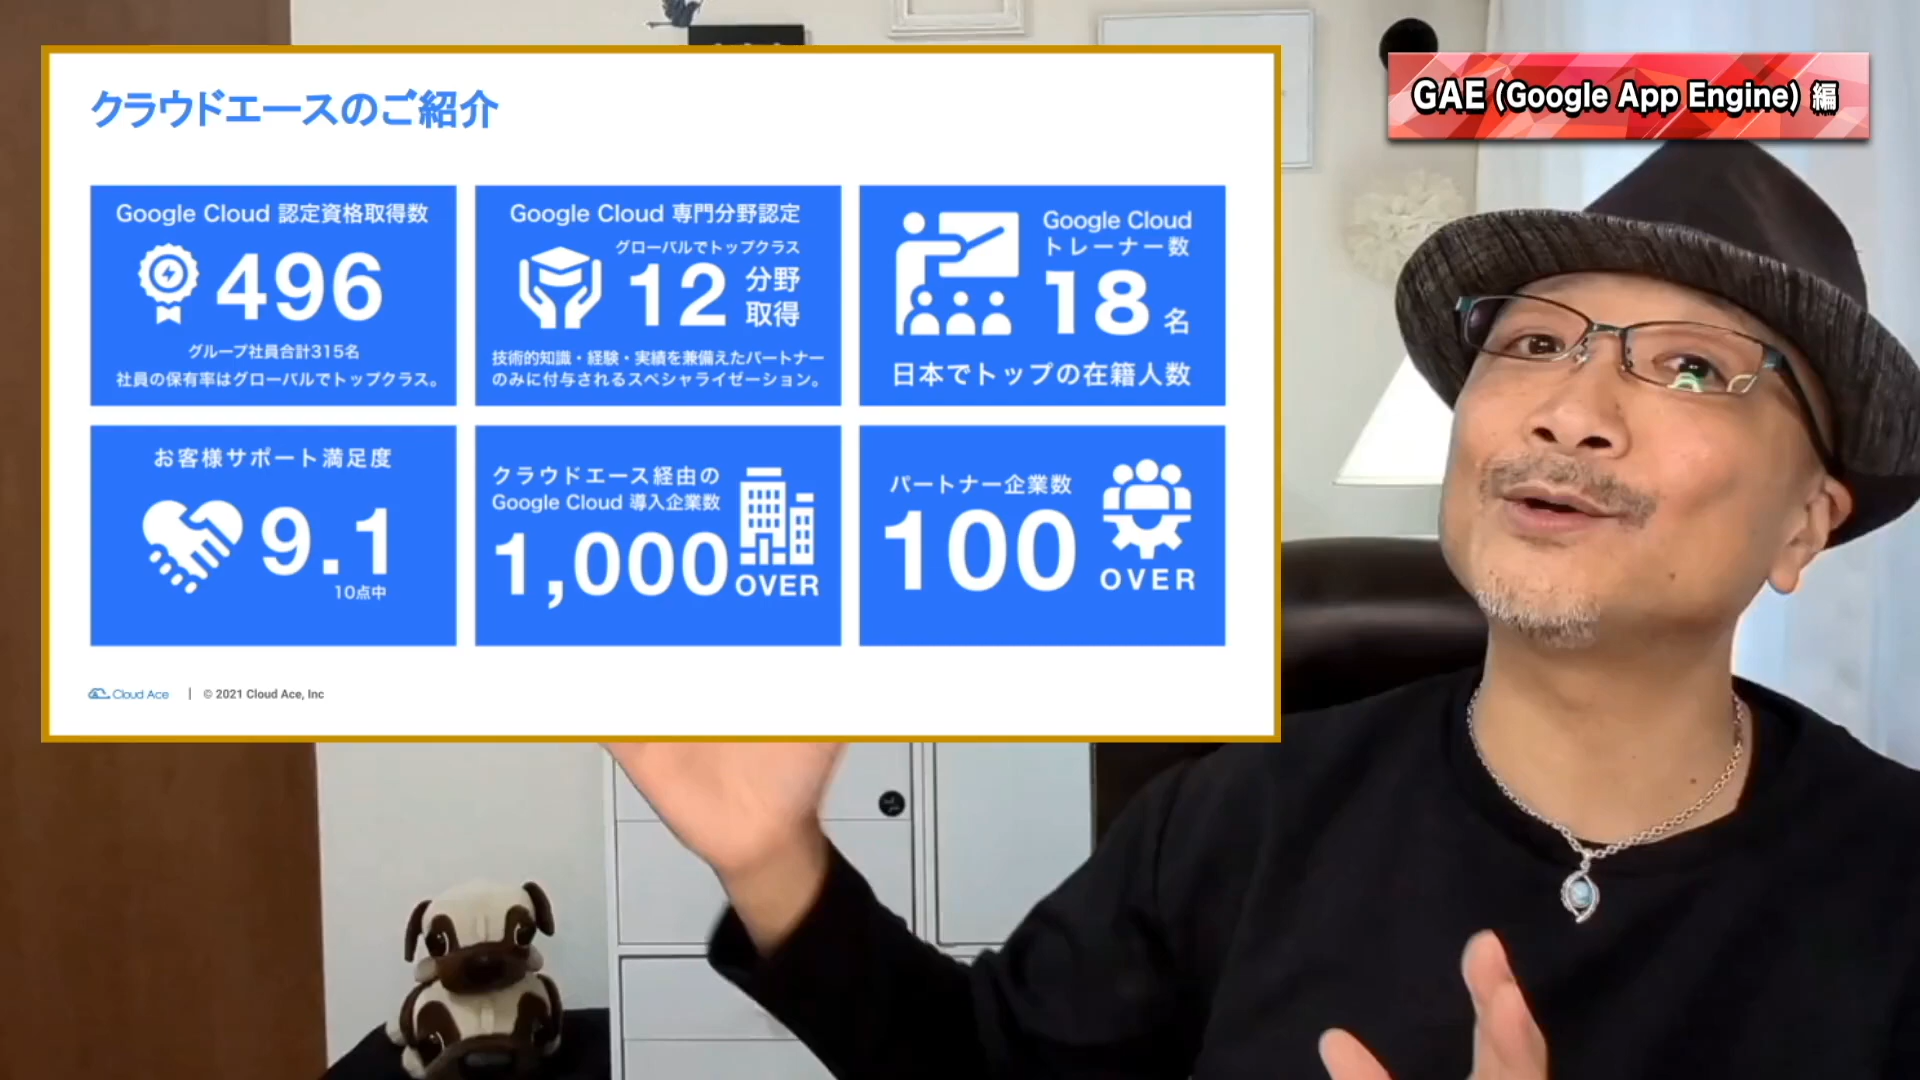 クラウドエースのご紹介
GAE (Google App Engine) 編
Google Cloud 認定資格取得数
496
グループ社員合計315名
社員の保有率はグローバルでトップクラス。
Google Cloud 専門分野認定
グローバルでトップクラス
12 分野
取得
技術的知識・経験・実績を兼備えたパートナー
のみに付与されるスペシャライゼーション。
Google Cloud
トレーナー数
18 名
日本でトップの在籍人数
お客様サポート満足度
9.1
10点中
クラウドエース経由の
Google Cloud 導入企業数
1,000
OVER
パートナー企業数
100
OVER
Cloud Ace | © 2021 Cloud Ace, Inc